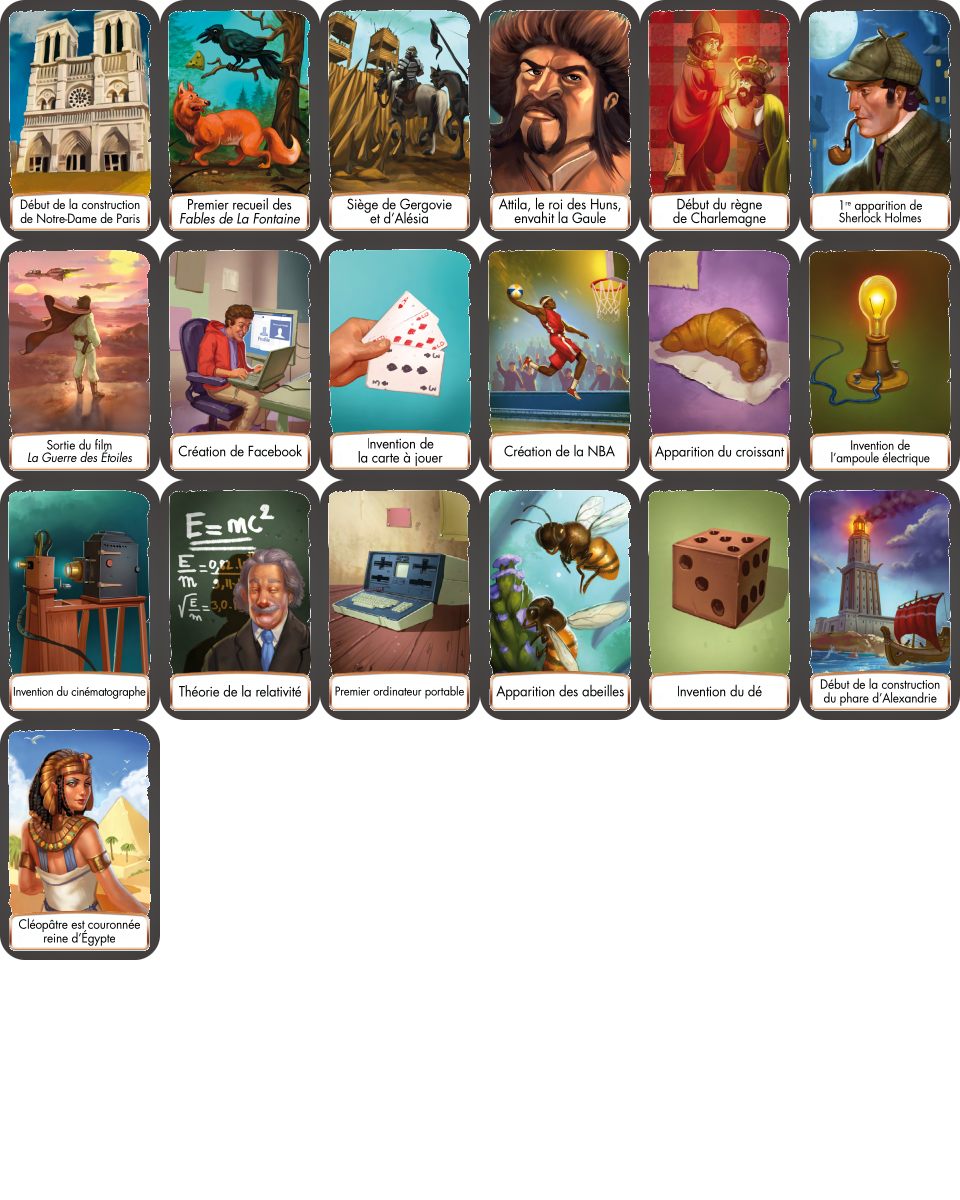 Début de la construction
de Notre-Dame de Paris
Premier recueil des
Fables de La Fontaine
Siège de Gergovie
et d'Alésia
Attila, le roi des Huns,
envahit la Gaule
Début du règne
de Charlemagne
1re apparition de
Sherlock Holmes
Sortie du film
La Guerre des Étoiles
Profile
Création de Facebook
Invention de
la carte à jouer
Création de la NBA
Apparition du croissant
Invention de
l'ampoule électrique
Invention du cinématographe
E=mc²
E
m
√E
m
Théorie de la relativité
Premier ordinateur portable
Apparition des abeilles
Invention du dé
Début de la construction
du phare d'Alexandrie
Cléopâtre est couronnée
reine d'Égypte